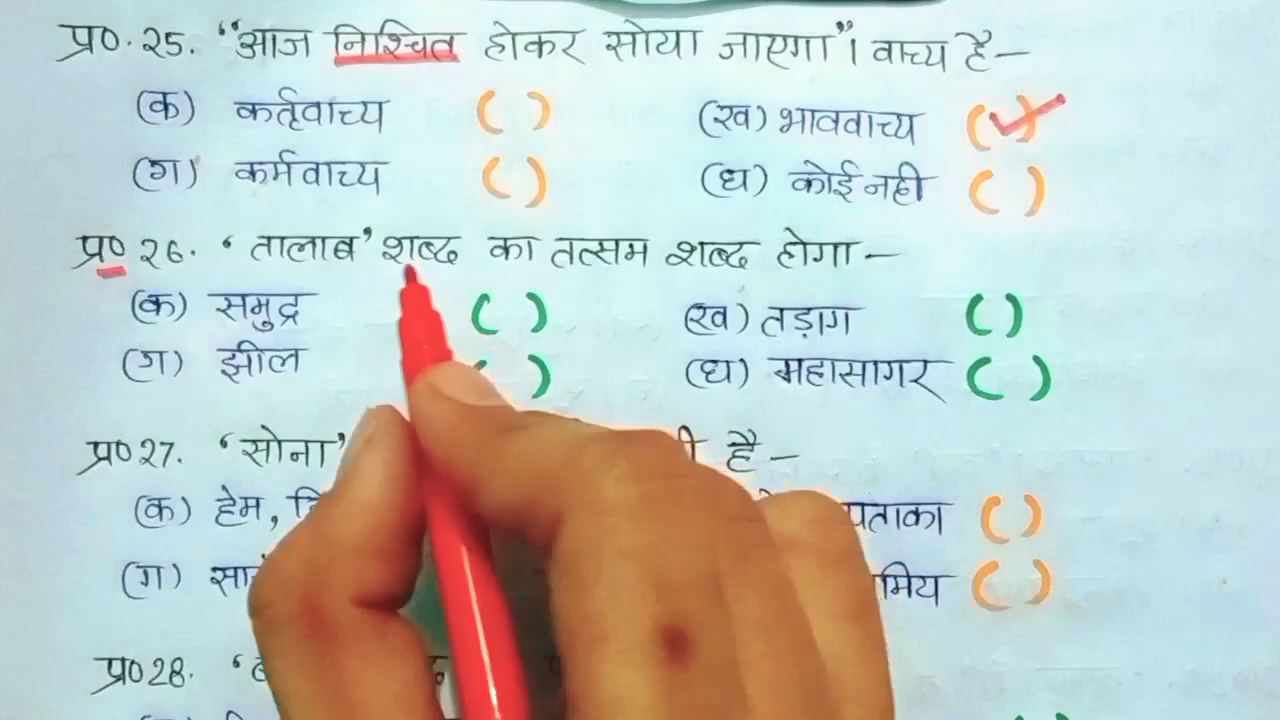 प्र०.25. “आज निश्चित होकर सोया जाएगा”। वाच्य है—
(क) कर्तृवाच्य ( ) (ख) भाववाच्य (✓)
(ग) कर्मवाच्य ( ) (घ) कोई नही ( )
प्र० 26. ‘तालाब’ शब्द का तत्सम शब्द होगा—
(क) समुद्र ( ) (ख) तड़ाग ( )
(ग) झील ( ) (घ) महासागर ( )
प्र० 27. ‘सोना’ है—
(क) हेम, पताका ( )
(ग) ( )
प्र० 28.